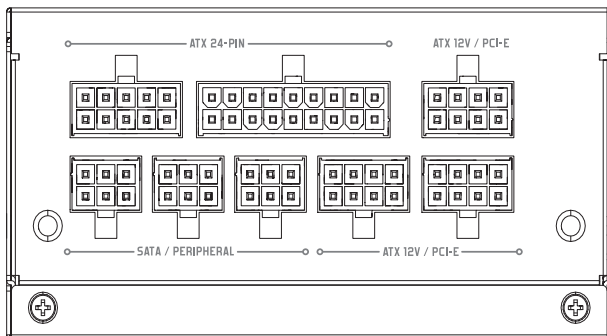 ATX 24-PIN
ATX 12V / PCI-E
SATA / PERIPHERAL
ATX 12V / PCI-E